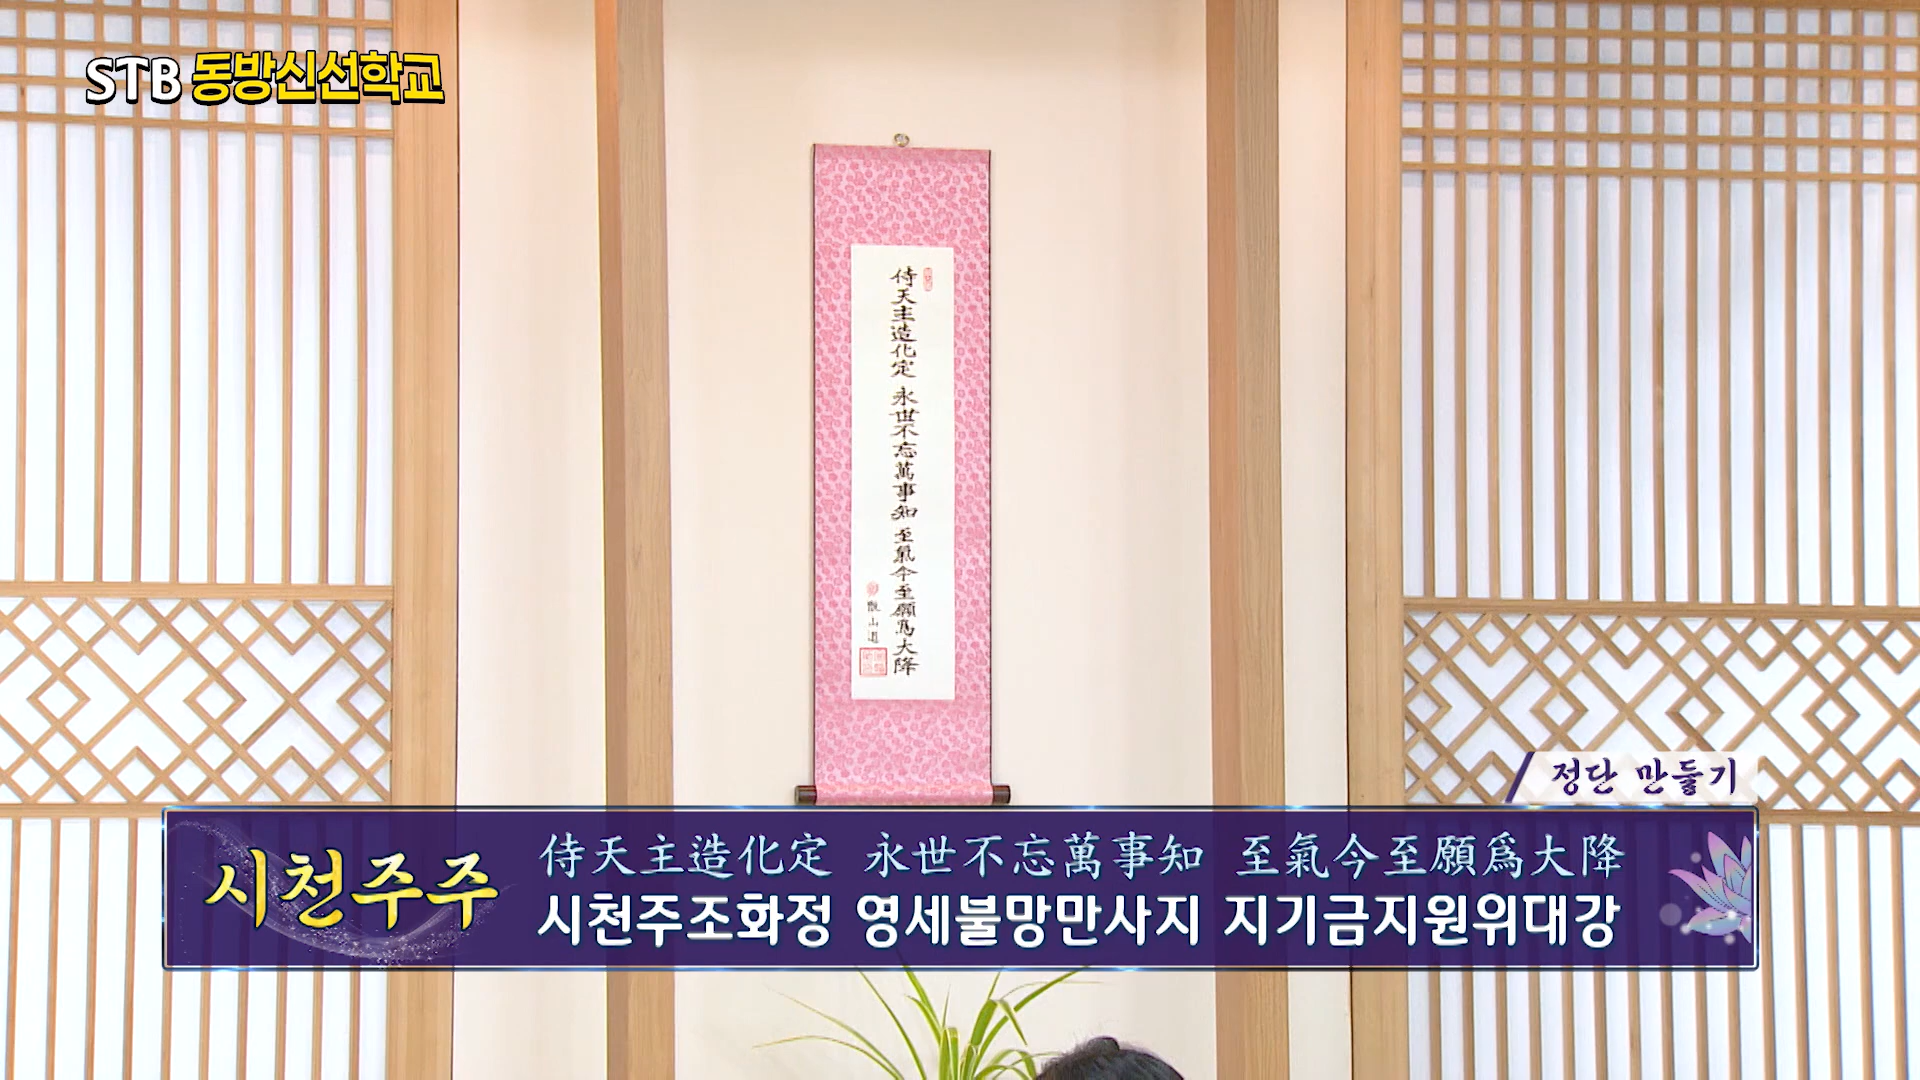 STB 동방신선학교
侍天主造化定 永世不忘萬事知 至氣今至願爲大降
정단 만들기
시천주주
侍天主造化定 永世不忘萬事知 至氣今至願爲大降
시천주조화정 영세불망만사지 지기금지원위대강